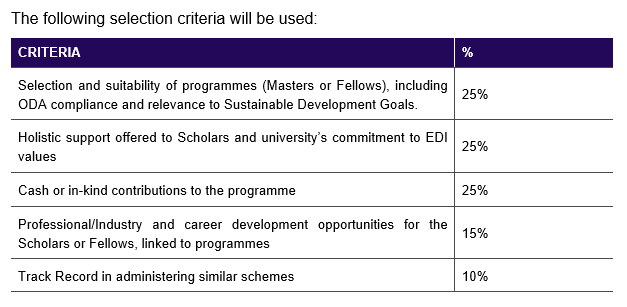 The following selection criteria will be used:
CRITERIA %
Selection and suitability of programmes (Masters or Fellows), including
ODA compliance and relevance to Sustainable Development Goals.
25%
Holistic support offered to Scholars and university's commitment to EDI
values
25%
Cash or in-kind contributions to the programme 25%
Professional/Industry and career development opportunities for the
Scholars or Fellows, linked to programmes
15%
Track Record in administering similar schemes 10%